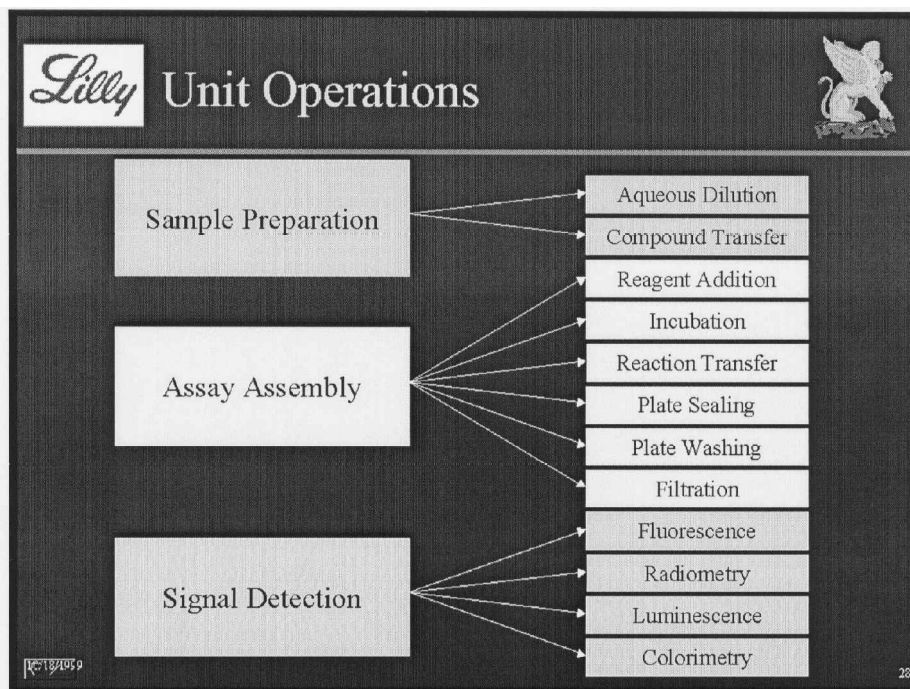 Lilly
Unit Operations
Sample Preparation
Aqueous Dilution
Compound Transfer
Assay Assembly
Reagent Addition
Incubation
Reaction Transfer
Plate Sealing
Plate Washing
Filtration
Signal Detection
Fluorescence
Radiometry
Luminescence
Colorimetry
28